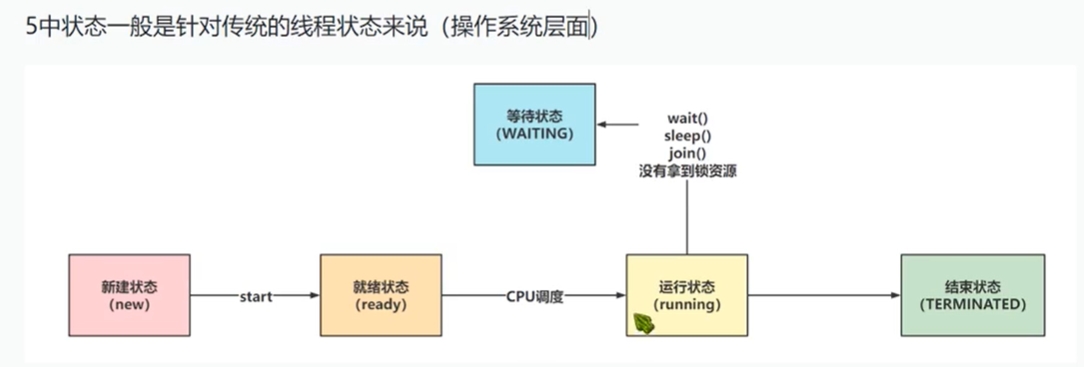 5中状态一般是针对传统的线程状态来说（操作系统层面）
等待状态
（WAITING）
wait()
sleep()
join()
没有拿到锁资源
新建状态
（new）
start
就绪状态
（ready）
CPU调度
运行状态
（running）
结束状态
（TERMINATED）